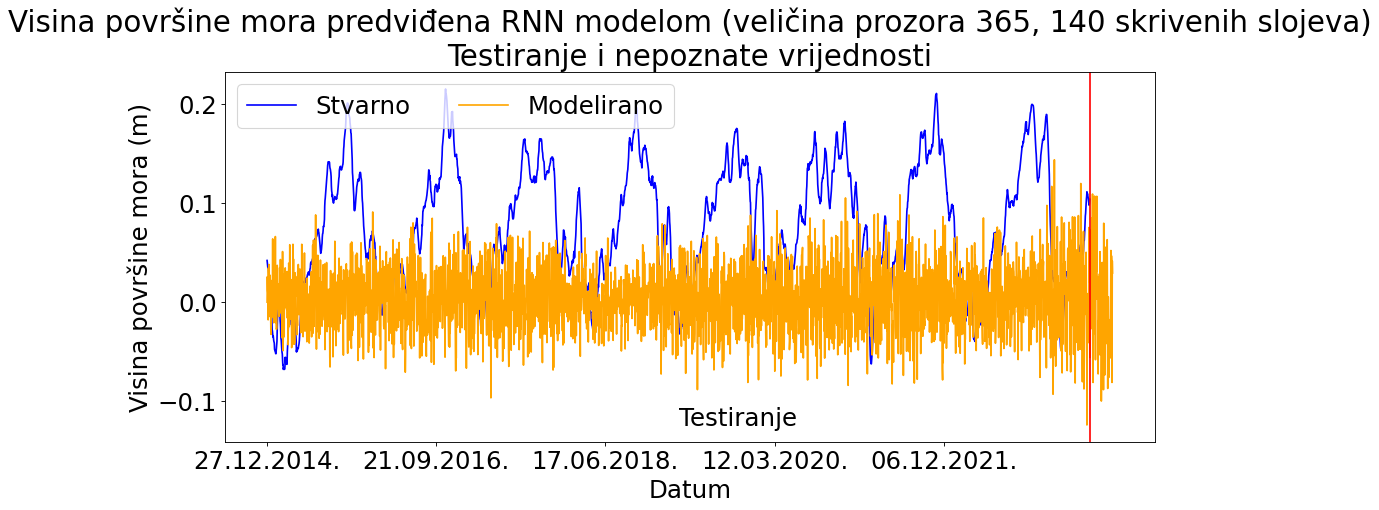 Visina površine mora predviđena RNN modelom (veličina prozora 365, 140 skrivenih slojeva)
Testiranje i nepoznate vrijednosti
Stvarno Modelirano
Visina površine mora (m)
0.2
0.1
0.0
−0.1
Testiranje
27.12.2014. 21.09.2016. 17.06.2018. 12.03.2020. 06.12.2021.
Datum